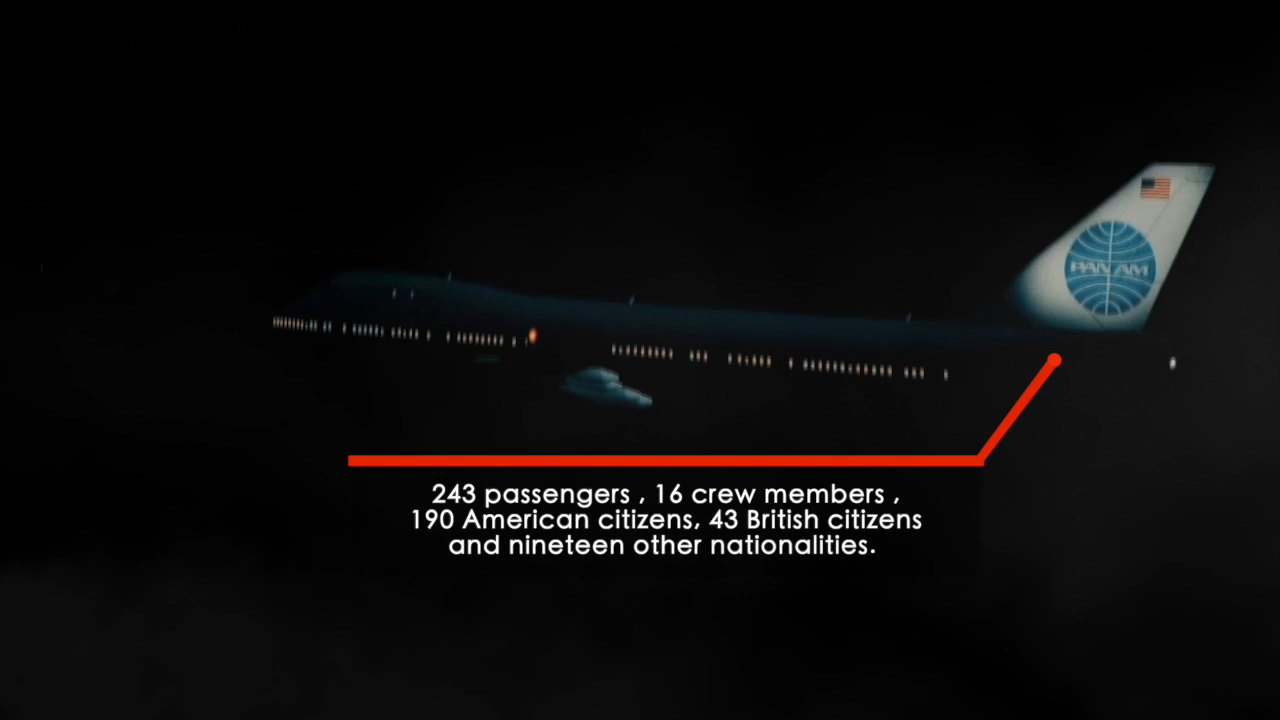 PAN AM
243 passengers , 16 crew members ,
190 American citizens, 43 British citizens
and nineteen other nationalities.